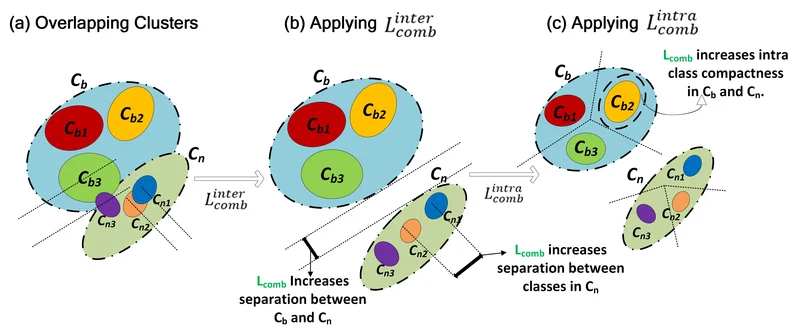 (a) Overlapping Clusters
(b) Applying L_{comb}^{inter}
(c) Applying L_{comb}^{intra}
C_b
C_{b1}
C_{b2}
C_{b3}
C_n
C_{n1}
C_{n2}
C_{n3}
L_{comb}^{inter}
C_b
C_{b1}
C_{b2}
C_{b3}
C_n
C_{n1}
C_{n2}
C_{n3}
L_{comb} Increases
separation between
C_b and C_n
L_{comb} increases
separation between
classes in C_n
L_{comb}^{intra}
C_b
C_{b1}
C_{b2}
C_{b3}
L_{comb} increases intra
class compactness
in C_b and C_n.
C_n
C_{n1}
C_{n2}
C_{n3}